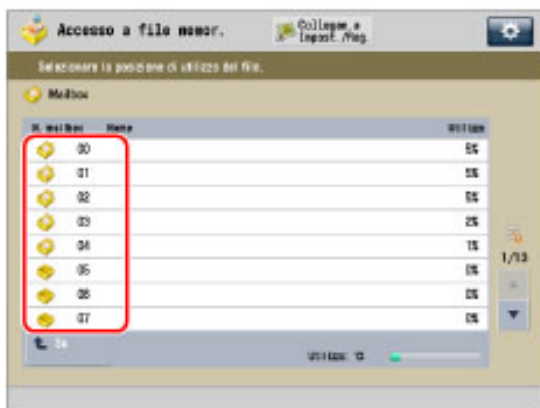 Accesso a file memor.
Collegam. a
Impost./Reg.
Selezionare la posizione di utilizzo del file.
Mailbox
N. mailbox Nome Utilizzo
00 5%
01 5%
02 5%
03 2%
04 1%
05 0%
06 0%
07 0%
1/13
Su
Utilizzo: